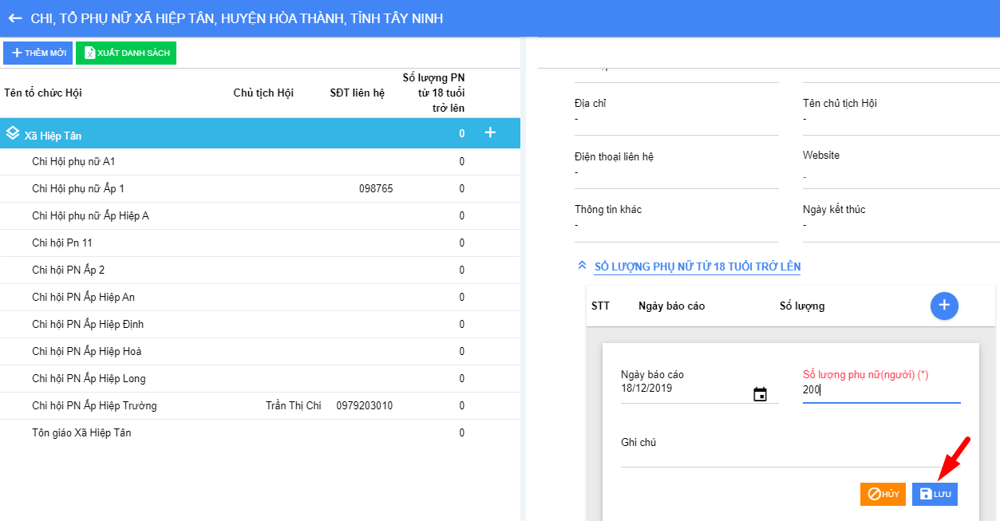 CHI, TỔ PHỤ NỮ XÃ HIỆP TÂN, HUYỆN HÒA THÀNH, TỈNH TÂY NINH
THÊM MỚI XUẤT DANH SÁCH
Tên tổ chức Hội Chủ tịch Hội SĐT liên hệ Số lượng PN
từ 18 tuổi
trở lên
Xã Hiệp Tân 0
Chi Hội phụ nữ A1 0
Chi Hội phụ nữ Ấp 1 098765 0
Chi Hội phụ nữ Ấp Hiệp A 0
Chi hội Pn 11 0
Chi hội PN Ấp 2 0
Chi hội PN Ấp Hiệp An 0
Chi hội PN Ấp Hiệp Định 0
Chi hội PN Ấp Hiệp Hoà 0
Chi hội PN Ấp Hiệp Long 0
Chi hội PN Ấp Hiệp Trường Trần Thị Chi 0979203010 0
Tôn giáo Xã Hiệp Tân 0
Địa chỉ Tên chủ tịch Hội
- -
Điện thoại liên hệ Website
- -
Thông tin khác Ngày kết thúc
- -
SỐ LƯỢNG PHỤ NỮ TỪ 18 TUỔI TRỞ LÊN
STT Ngày báo cáo Số lượng
Ngày báo cáo Số lượng phụ nữ(người) (*)
18/12/2019 200
Ghi chú
HỦY LƯU